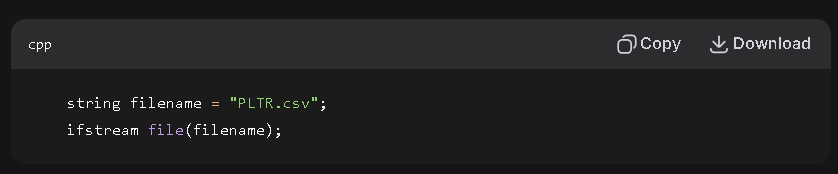 cpp
Copy
Download
string filename = "PLTR.csv";
ifstream file(filename);